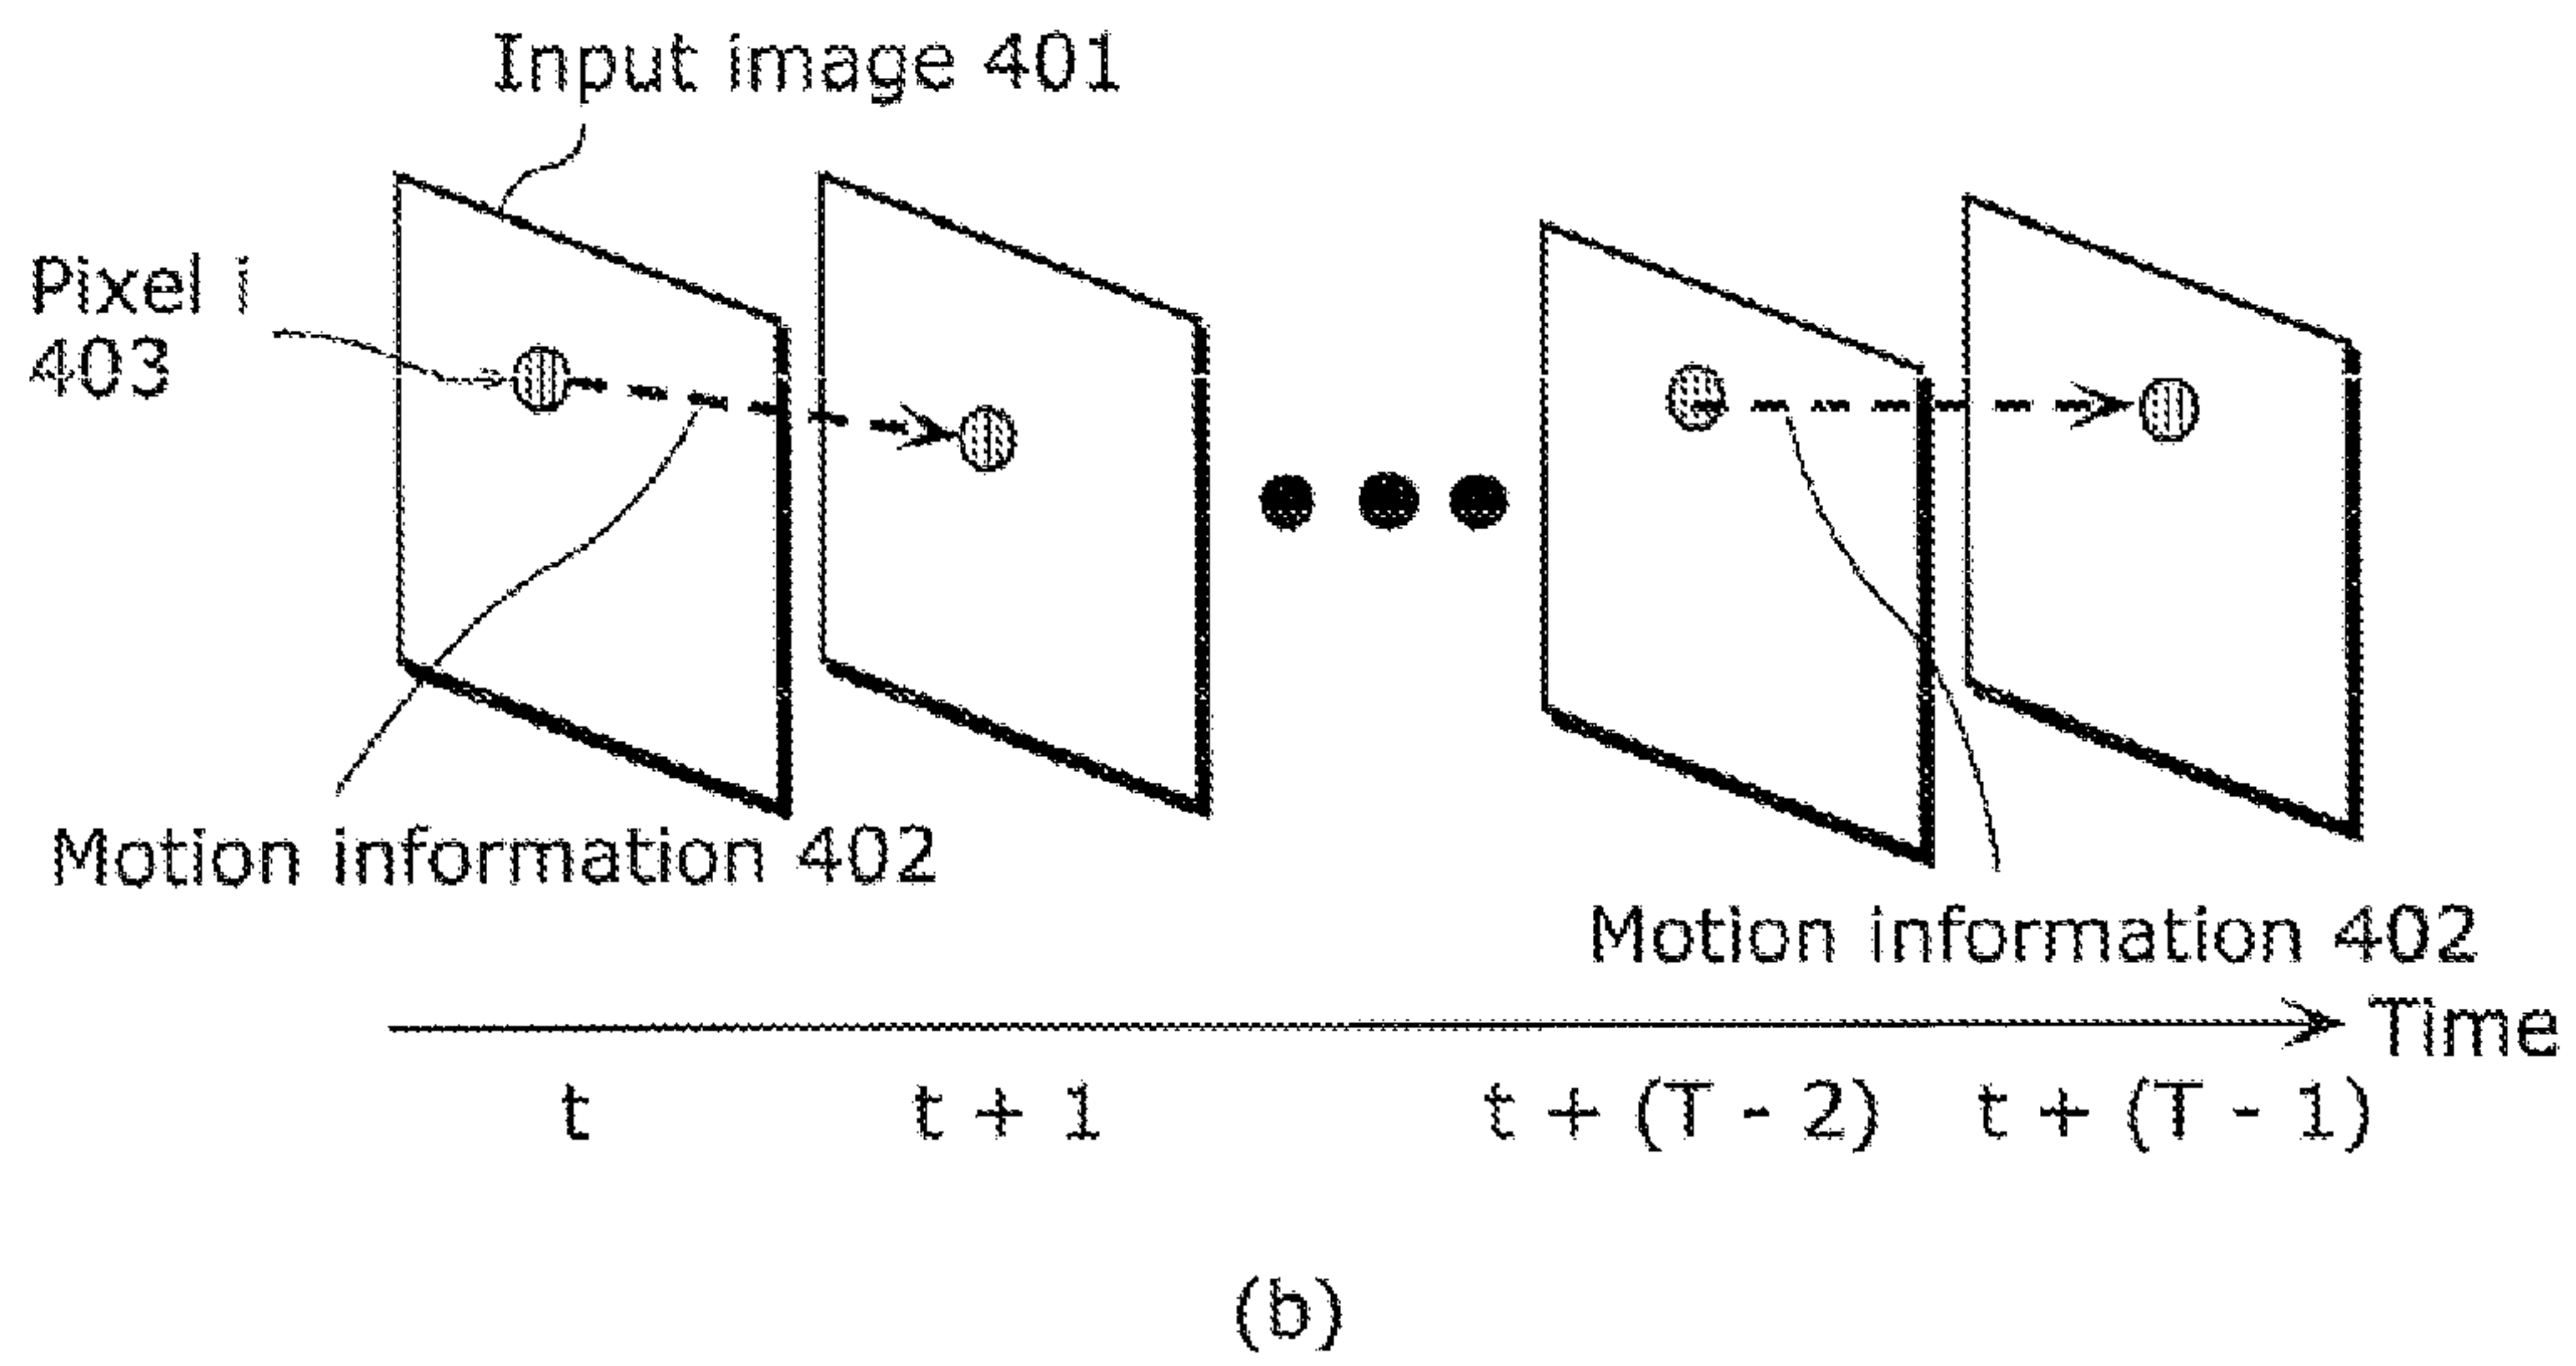 Input image 401
Pixel i
403
Motion information 402
Motion information 402
Time
t
t + 1
t + (T - 2)
t + (T - 1)
(b)